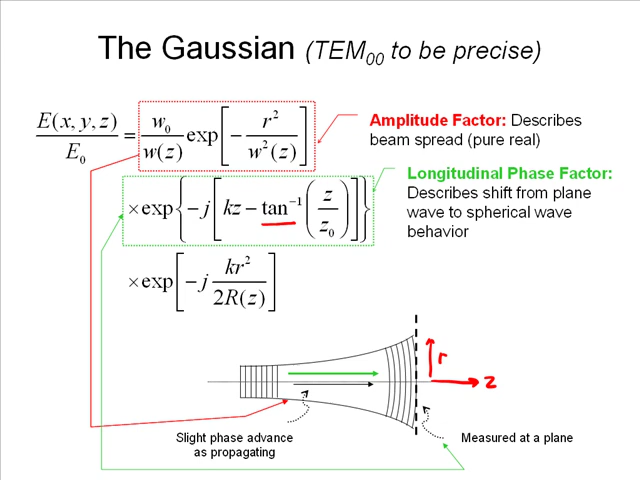 The Gaussian (TEM₀₀ to be precise)
E(x, y, z) / E₀ = w₀ / w(z) exp[ − r² / w²(z) ]
Amplitude Factor: Describes
beam spread (pure real)
× exp{ − j [ kz − tan⁻¹ ( z / z₀ ) ] }
Longitudinal Phase Factor:
Describes shift from plane
wave to spherical wave
behavior
× exp[ − j kr² / 2R(z) ]
r
z
Slight phase advance
as propagating
Measured at a plane